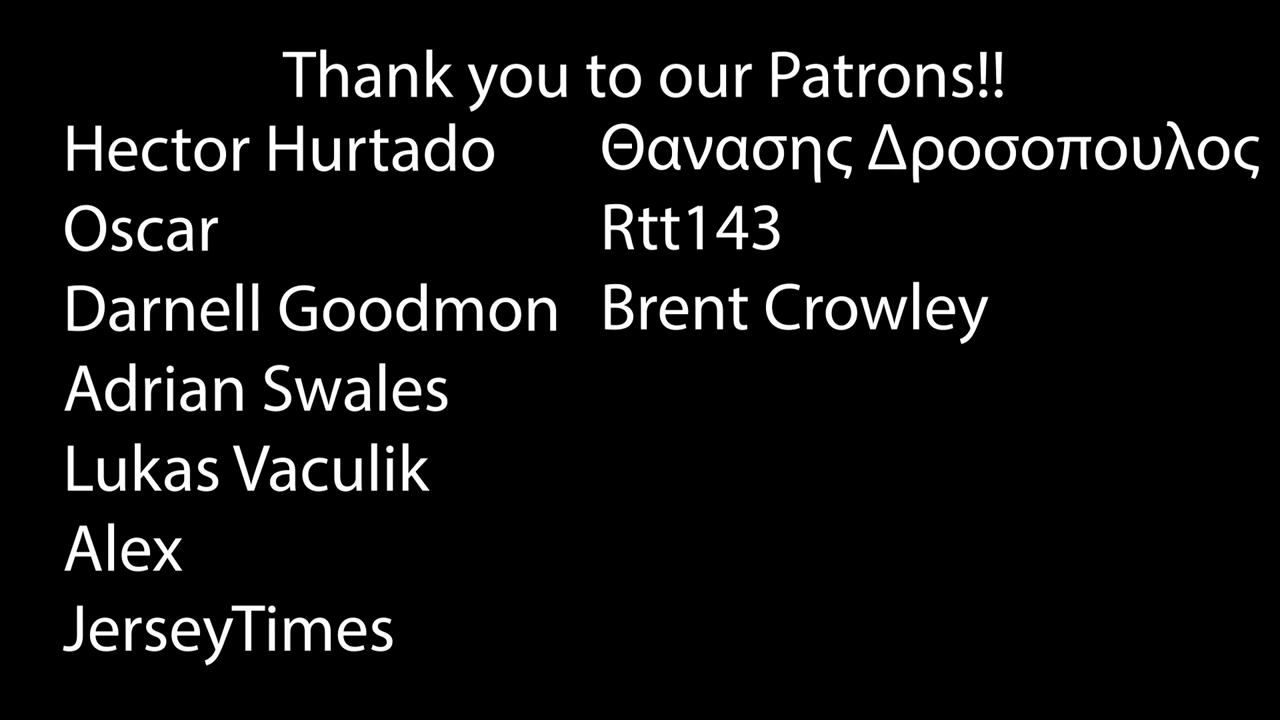 Thank you to our Patrons!!
Hector Hurtado
Oscar
Darnell Goodmon
Adrian Swales
Lukas Vaculik
Alex
JerseyTimes
Θανασης Δροσοπουλος
Rtt143
Brent Crowley